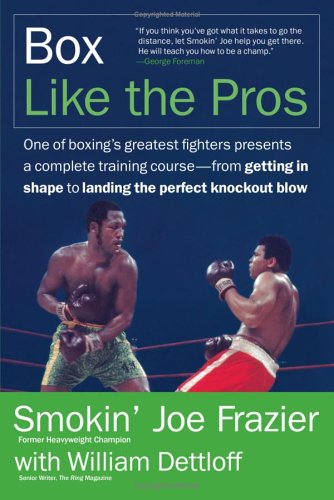 Copyrighted Material
Box
Like the Pros
"If you think you've got what it takes to go the
distance, let Smokin' Joe help you get there. He
will teach you how to be a champ."
—George Foreman
One of boxing's greatest fighters presents
a complete training course—from getting in
shape to landing the perfect knockout blow
Smokin' Joe Frazier
Former Heavyweight Champion
with William Dettloff
Senior Writer, The Ring Magazine
Copyrighted Material